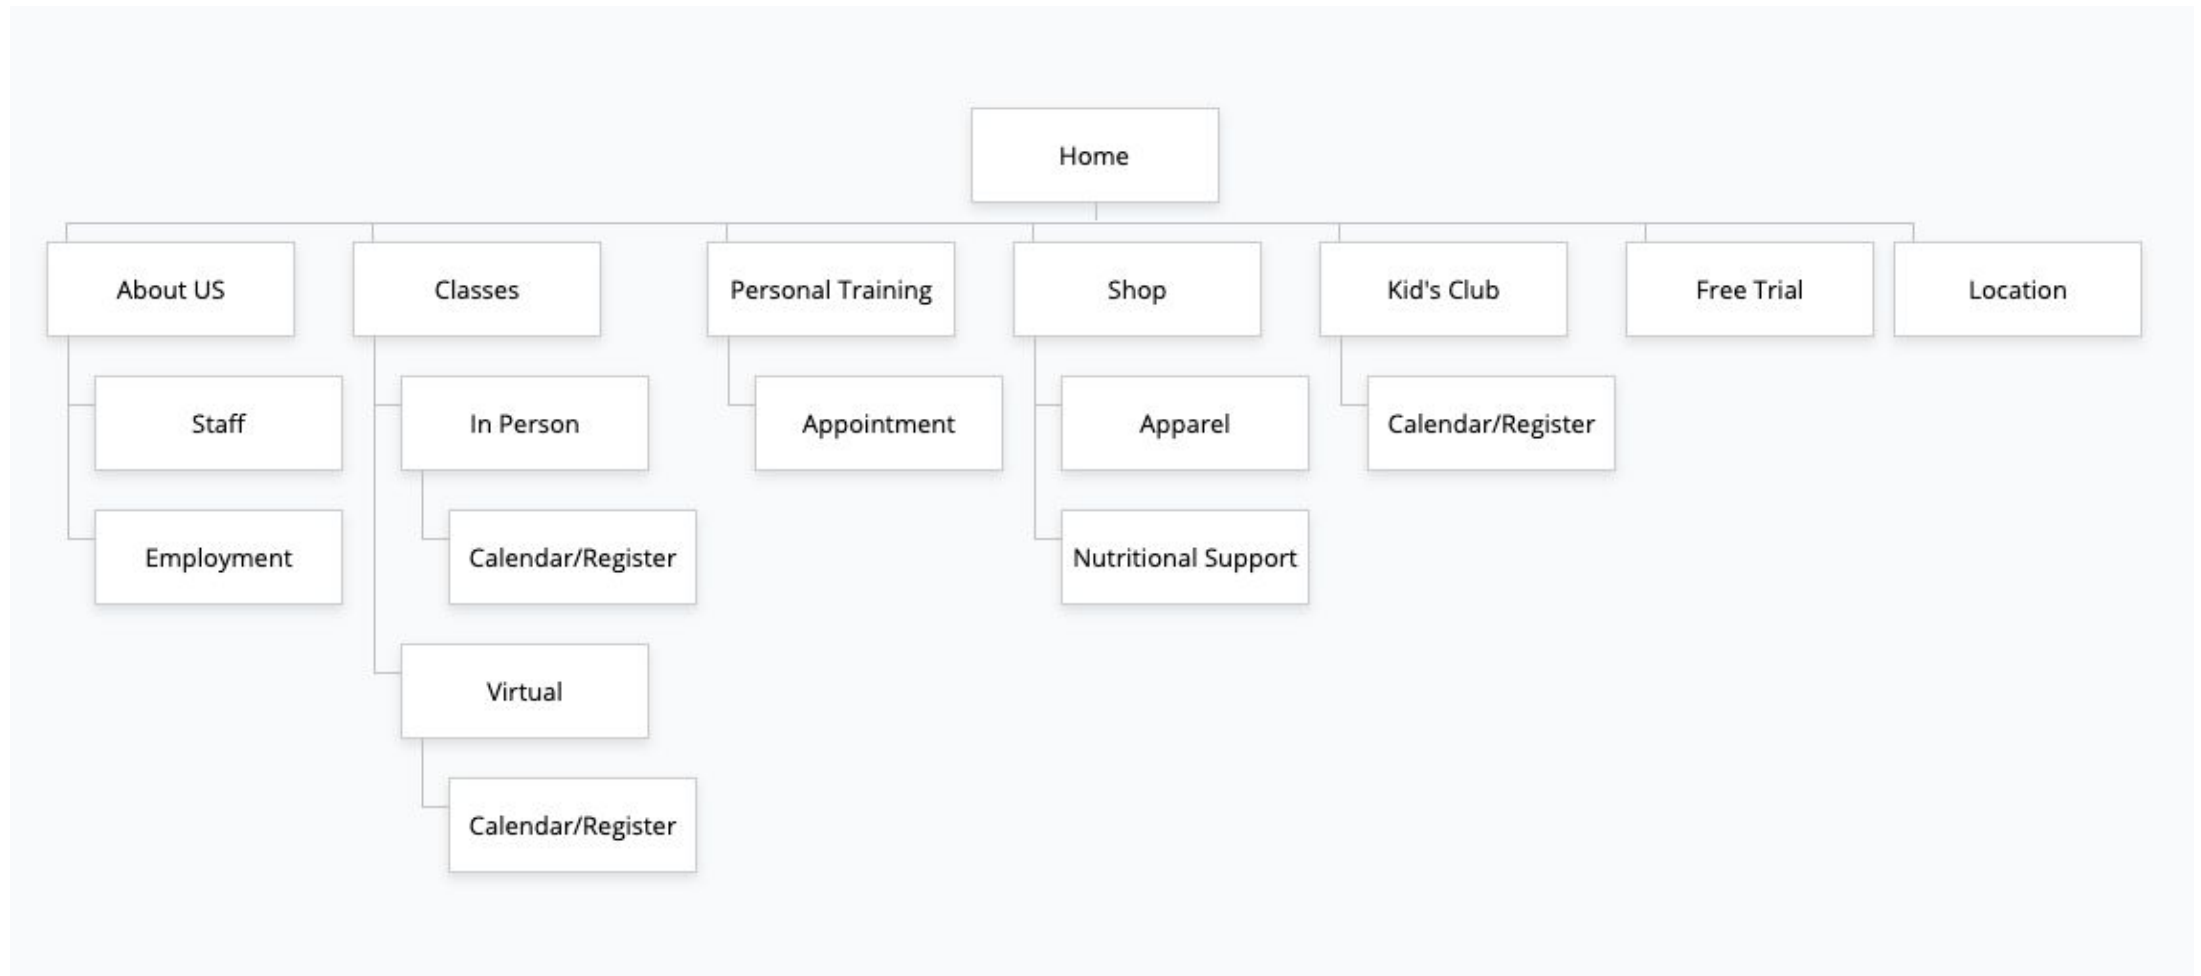 Home
About US
Classes
Personal Training
Shop
Kid's Club
Free Trial
Location
Staff
In Person
Appointment
Apparel
Calendar/Register
Employment
Calendar/Register
Nutritional Support
Virtual
Calendar/Register